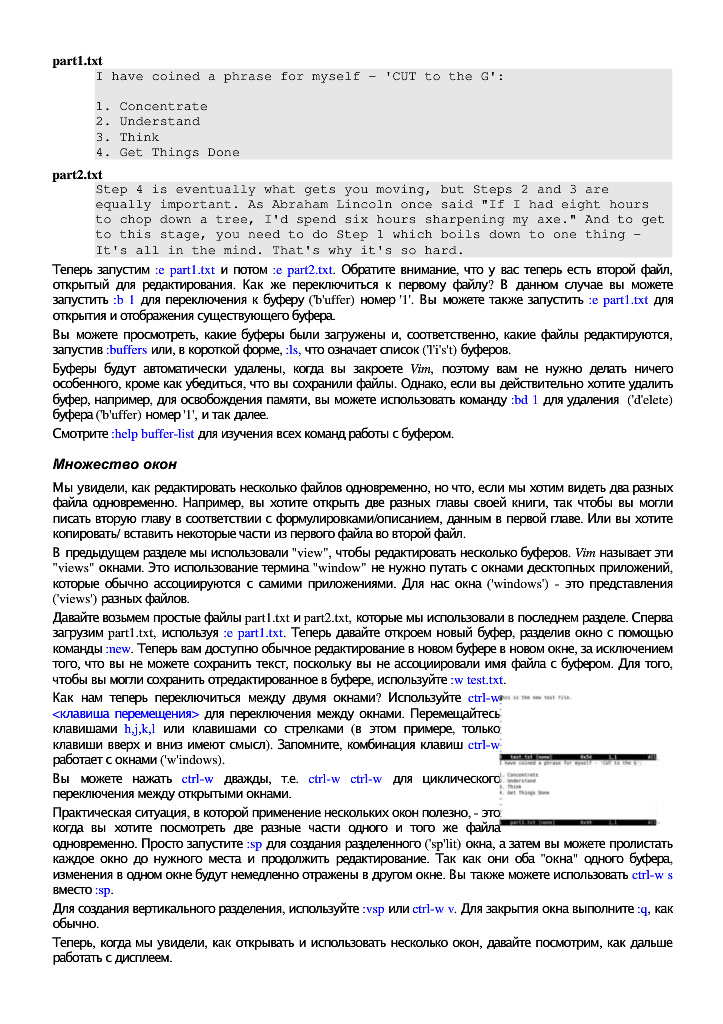 part1.txt
I have coined a phrase for myself - 'CUT to the G':
1. Concentrate
2. Understand
3. Think
4. Get Things Done
part2.txt
Step 4 is eventually what gets you moving, but Steps 2 and 3 are
equally important. As Abraham Lincoln once said "If I had eight hours
to chop down a tree, I'd spend six hours sharpening my axe." And to get
to this stage, you need to do Step 1 which boils down to one thing -
It's all in the mind. That's why it's so hard.
Теперь запустим :e part1.txt и потом :e part2.txt. Обратите внимание, что у вас теперь есть второй файл,
открытый для редактирования. Как же переключиться к первому файлу? В данном случае вы можете
запустить :b 1 для переключения к буферу ('b'uffer) номер '1'. Вы можете также запустить :e part1.txt для
открытия и отображения существующего буфера.
Вы можете просмотреть, какие буферы были загружены и, соответственно, какие файлы редактируются,
запустив :buffers или, в короткой форме, :ls, что означает список ('l'i's't) буферов.
Буферы будут автоматически удалены, когда вы закроете Vim, поэтому вам не нужно делать ничего
особенного, кроме как убедиться, что вы сохранили файлы. Однако, если вы действительно хотите удалить
буфер, например, для освобождения памяти, вы можете использовать команду :bd 1 для удаления ('d'elete)
буфера ('b'uffer) номер '1', и так далее.
Смотрите :help buffer-list для изучения всех команд работы с буфером.
Множество окон
Мы увидели, как редактировать несколько файлов одновременно, но что, если мы хотим видеть два разных
файла одновременно. Например, вы хотите открыть две разных главы своей книги, так чтобы вы могли
писать вторую главу в соответствии с формулировками/описанием, данным в первой главе. Или вы хотите
копировать/ вставить некоторые части из первого файла во второй файл.
В предыдущем разделе мы использовали "view", чтобы редактировать несколько буферов. Vim называет эти
"views" окнами. Это использование термина "window" не нужно путать с окнами десктопных приложений,
которые обычно ассоциируются с самими приложениями. Для нас окна ('windows') - это представления
('views') разных файлов.
Давайте возьмем простые файлы part1.txt и part2.txt, которые мы использовали в последнем разделе. Сперва
загрузим part1.txt, используя :e part1.txt. Теперь давайте откроем новый буфер, разделив окно с помощью
команды :new. Теперь вам доступно обычное редактирование в новом буфере в новом окне, за исключением
того, что вы не можете сохранить текст, поскольку вы не ассоциировали имя файла с буфером. Для того,
чтобы вы могли сохранить отредактированное в буфере, используйте :w test.txt.
Как нам теперь переключиться между двумя окнами? Используйте ctrl-w
<клавиша перемещения> для переключения между окнами. Перемещайтесь
клавишами h,j,k,l или клавишами со стрелками (в этом примере, только
клавиши вверх и вниз имеют смысл). Запомните, комбинация клавиш ctrl-w
работает с окнами ('w'indows).
Вы можете нажать ctrl-w дважды, т.е. ctrl-w ctrl-w для циклического
переключения между открытыми окнами.
Практическая ситуация, в которой применение нескольких окон полезно, - это
когда вы хотите посмотреть две разные части одного и того же файла
This is the new test file.
test.txt [none] 0x54 1,1 All
I have coined a phrase for myself - 'CUT to the G':
1. Concentrate
2. Understand
3. Think
4. Get Things Done
part1.txt [none] 0x49 1,1 All
одновременно. Просто запустите :sp для создания разделенного ('sp'lit) окна, а затем вы можете пролистать
каждое окно до нужного места и продолжить редактирование. Так как они оба "окна" одного буфера,
изменения в одном окне будут немедленно отражены в другом окне. Вы также можете использовать ctrl-w s
вместо :sp.
Для создания вертикального разделения, используйте :vsp или ctrl-w v. Для закрытия окна выполните :q, как
обычно.
Теперь, когда мы увидели, как открывать и использовать несколько окон, давайте посмотрим, как дальше
работать с дисплеем.